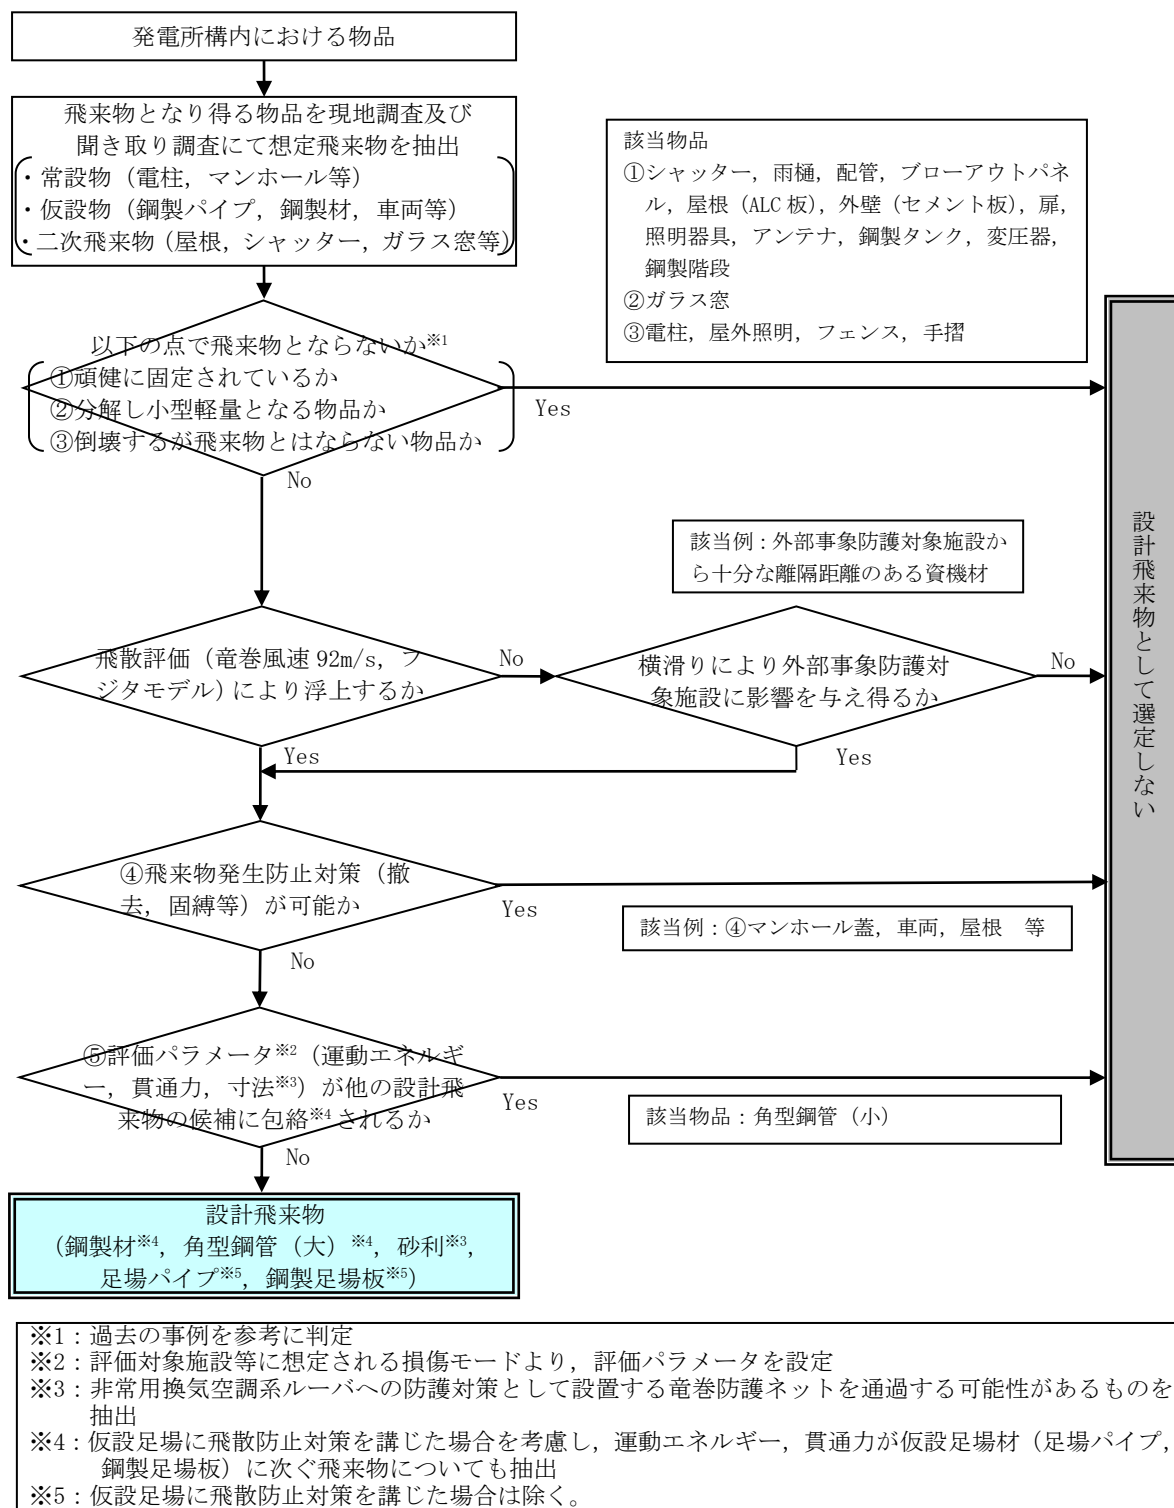 発電所構内における物品
飛来物となり得る物品を現地調査及び
聞き取り調査にて想定飛来物を抽出
・常設物（電柱，マンホール等）
・仮設物（鋼製パイプ，鋼製材，車両等）
・二次飛来物（屋根，シャッター，ガラス窓等）
該当物品
①シャッター，雨樋，配管，ブローアウトパネ
ル，屋根（ALC 板），外壁（セメント板），扉，
照明器具，アンテナ，鋼製タンク，変圧器，
鋼製階段
②ガラス窓
③電柱，屋外照明，フェンス，手摺
以下の点で飛来物とならないか※1
①頑健に固定されているか
②分解し小型軽量となる物品か
③倒壊するが飛来物とはならない物品か
Yes
No
設計飛来物として選定しない
該当例：外部事象防護対象施設か
ら十分な離隔距離のある資機材
飛散評価（竜巻風速 92m/s，フ
ジタモデル）により浮上するか
No
横滑りにより外部事象防護対
象施設に影響を与え得るか
No
Yes
Yes
④飛来物発生防止対策（撤
去，固縛等）が可能か
Yes
該当例：④マンホール蓋，車両，屋根　等
No
⑤評価パラメータ※2（運動エネルギ
ー，貫通力，寸法※3）が他の設計飛
来物の候補に包絡※4されるか
Yes
該当物品：角型鋼管（小）
No
設計飛来物
（鋼製材※4，角型鋼管（大）※4，砂利※3，
足場パイプ※5，鋼製足場板※5）
※1：過去の事例を参考に判定
※2：評価対象施設等に想定される損傷モードより，評価パラメータを設定
※3：非常用換気空調系ルーバへの防護対策として設置する竜巻防護ネットを通過する可能性があるものを
抽出
※4：仮設足場に飛散防止対策を講じた場合を考慮し，運動エネルギー，貫通力が仮設足場材（足場パイプ，
鋼製足場板）に次ぐ飛来物についても抽出
※5：仮設足場に飛散防止対策を講じた場合は除く。